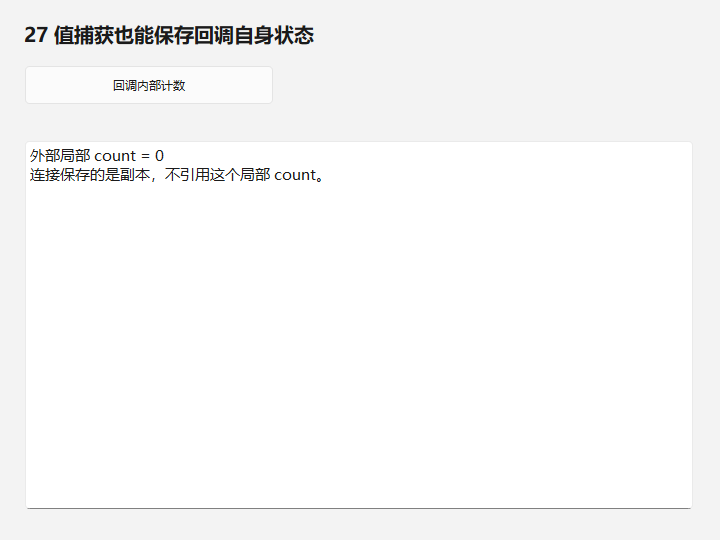 27 值捕获也能保存回调自身状态
回调内部计数
外部局部 count = 0
连接保存的是副本，不引用这个局部 count。